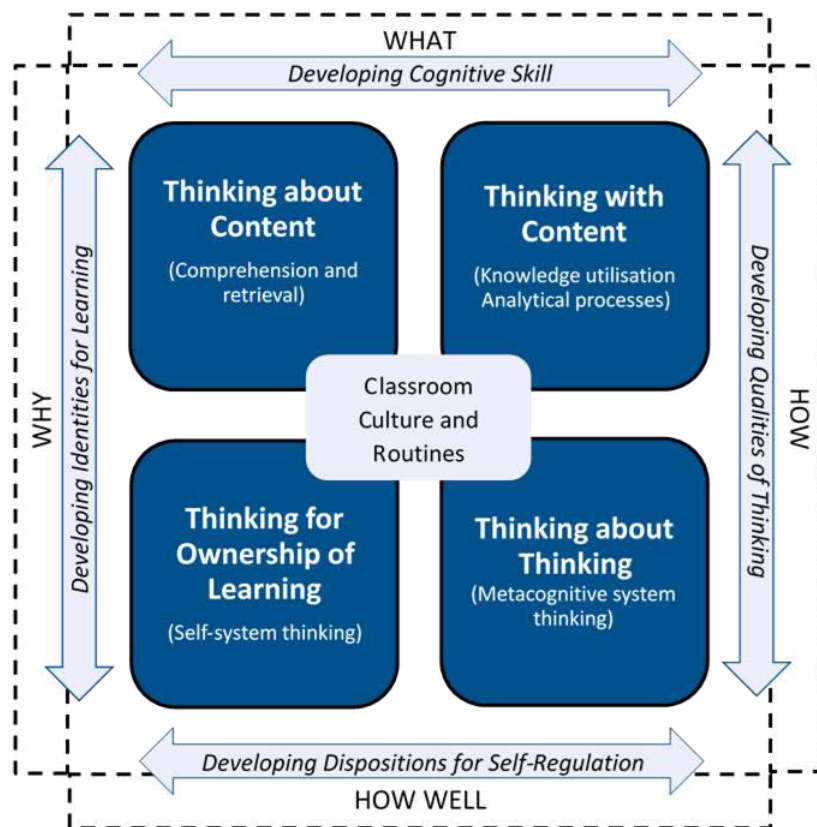 WHAT
Developing Cognitive Skill
WHY
Developing Identities for Learning
Thinking about
Content
(Comprehension and
retrieval)
Thinking with
Content
(Knowledge utilisation
Analytical processes)
Classroom
Culture and
Routines
Thinking for
Ownership of
Learning
(Self-system thinking)
Thinking about
Thinking
(Metacognitive system
thinking)
Developing Qualities of Thinking
HOW
Developing Dispositions for Self-Regulation
HOW WELL